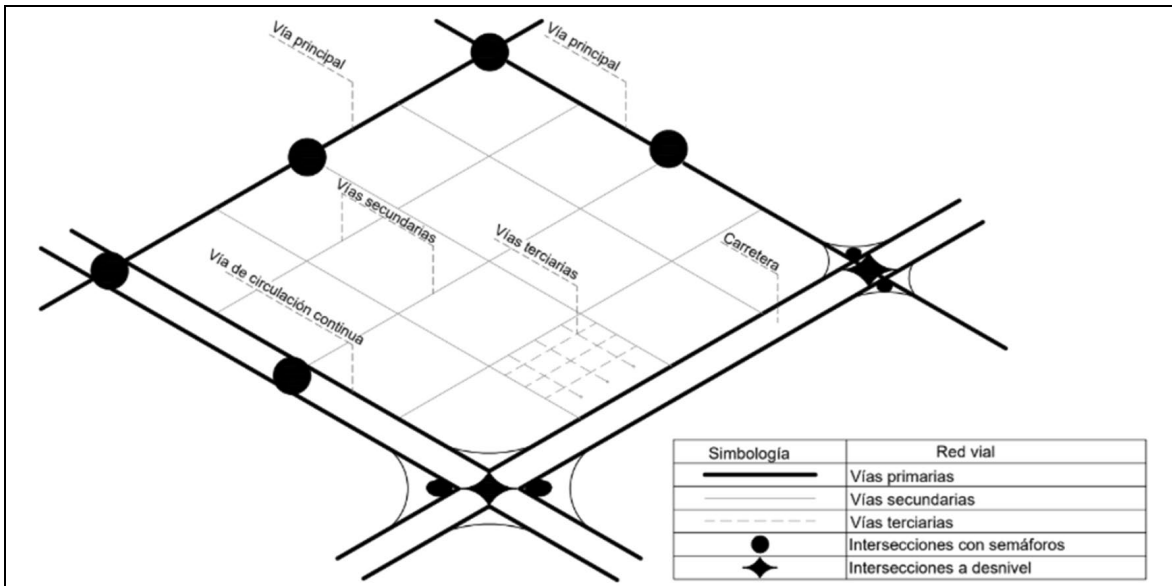 Vía principal
Vía principal
Vías secundarias
Vías terciarias
Carretera
Vía de circulación continua
Simbología Red vial
Vías primarias
Vías secundarias
Vías terciarias
Intersecciones con semáforos
Intersecciones a desnivel